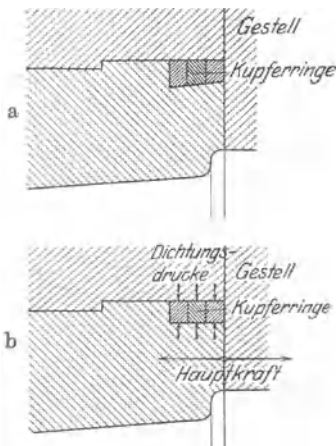 Gestell
Kupferringe
a
Dichtungs-
drucke
Gestell
Kupferringe
b
Hauptkraft